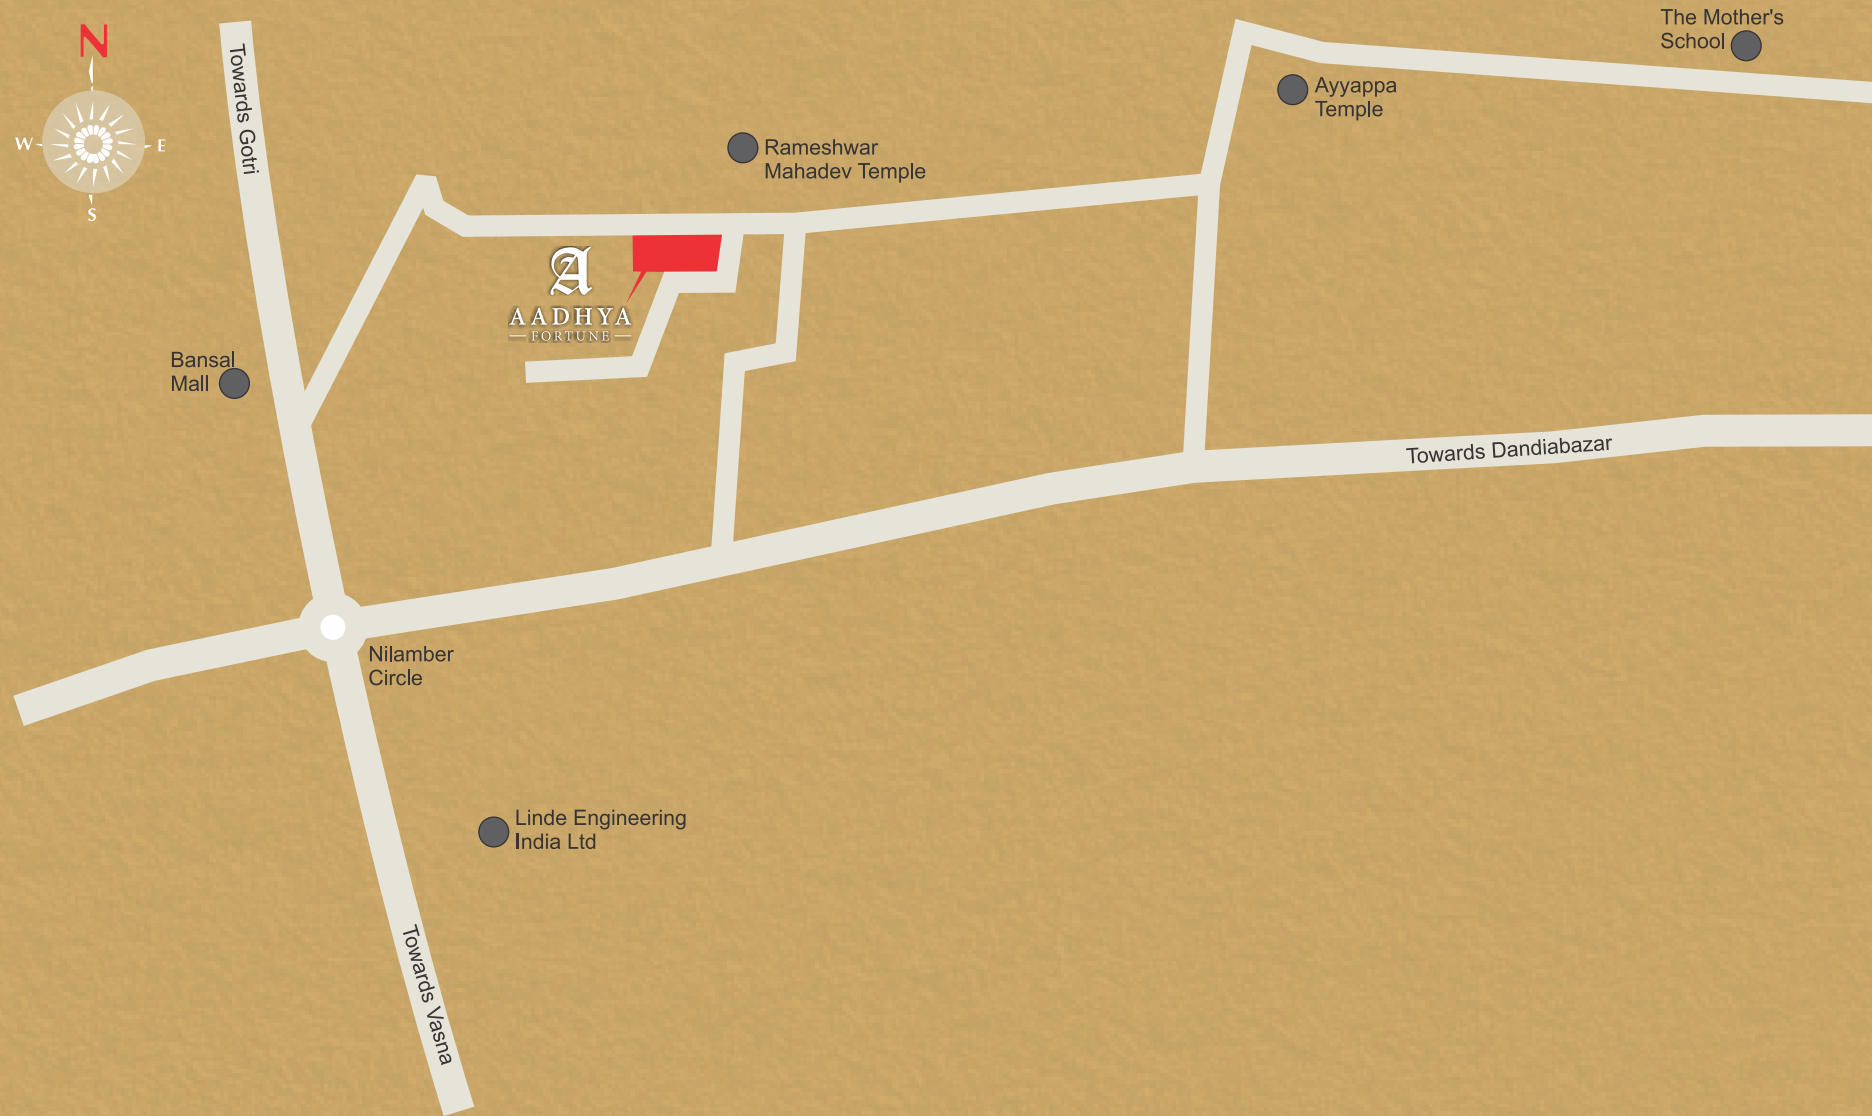 The Mother's
School
N
Towards Gotri
Ayyappa
Temple
W
E
S
Rameshwar
Mahadev Temple
A
AADHYA
FORTUNE
Bansal
Mall
Towards Dandiabazar
Nilamber
Circle
Linde Engineering
India Ltd
Towards Vasna